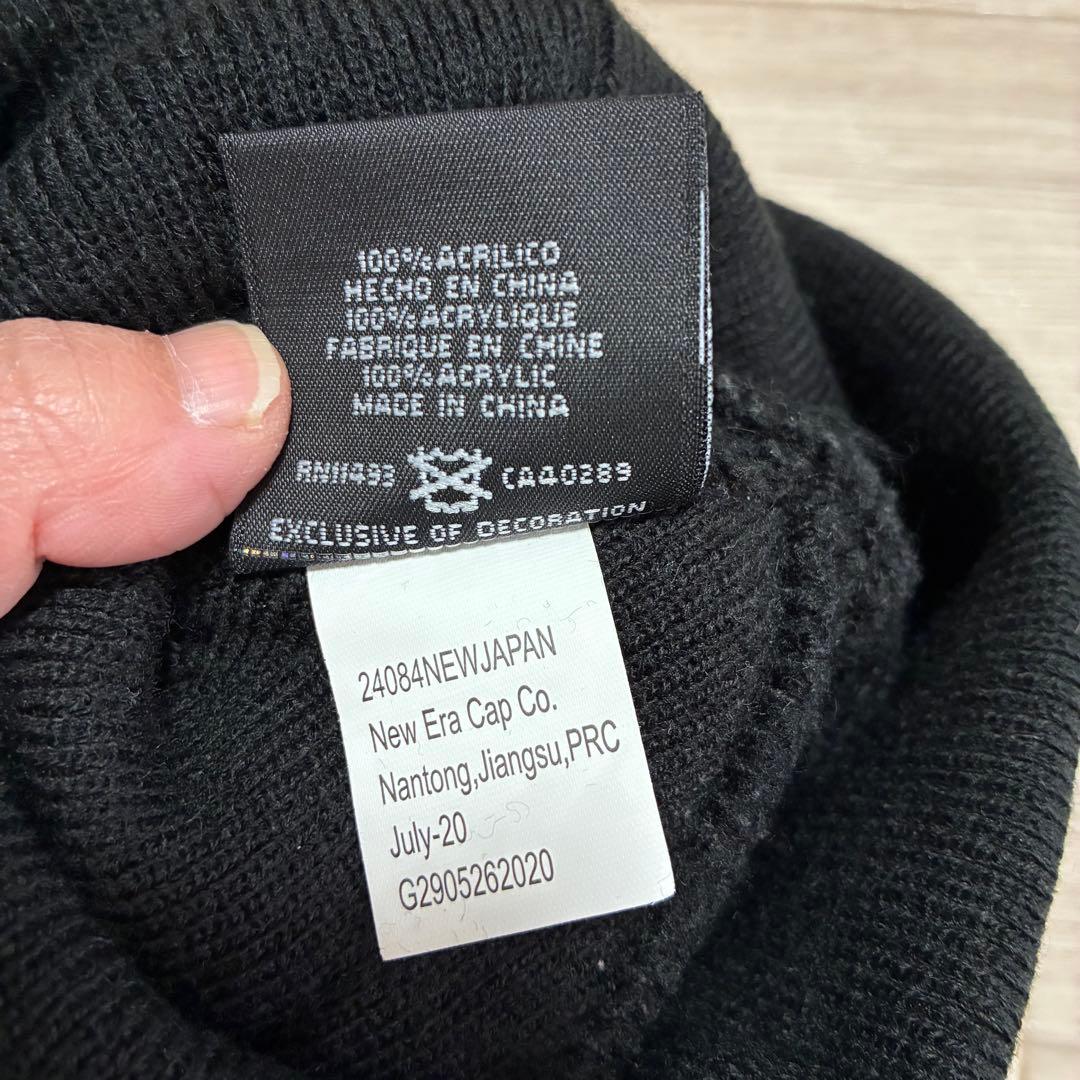 100% ACRILICO
HECHO EN CHINA
100% ACRYLIQUE
FABRIQUE EN CHINE
100% ACRYLIC
MADE IN CHINA
RN11493 CA40289
EXCLUSIVE OF DECORATION
24084NEWJAPAN
New Era Cap Co.
Nantong,Jiangsu,PRC
July-20
G2905262020